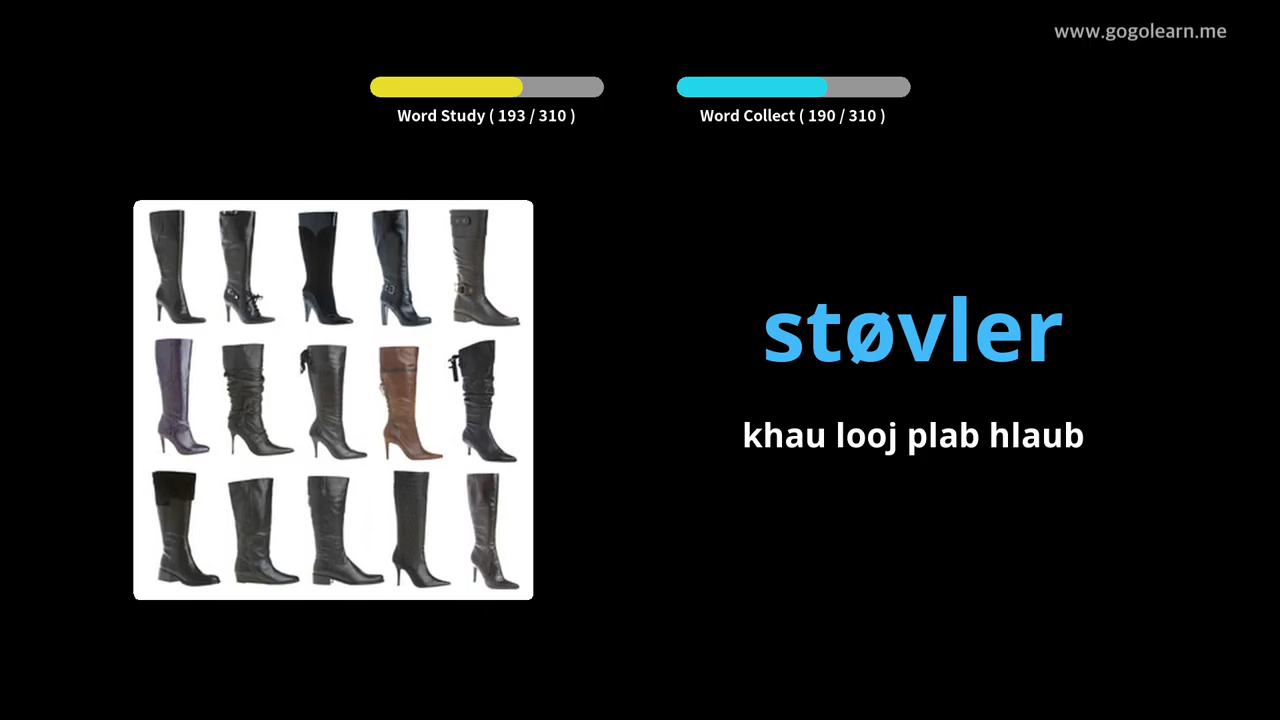 www.gogolearn.me
Word Study ( 193 / 310 )
Word Collect ( 190 / 310 )
støvler
khau looj plab hlaub